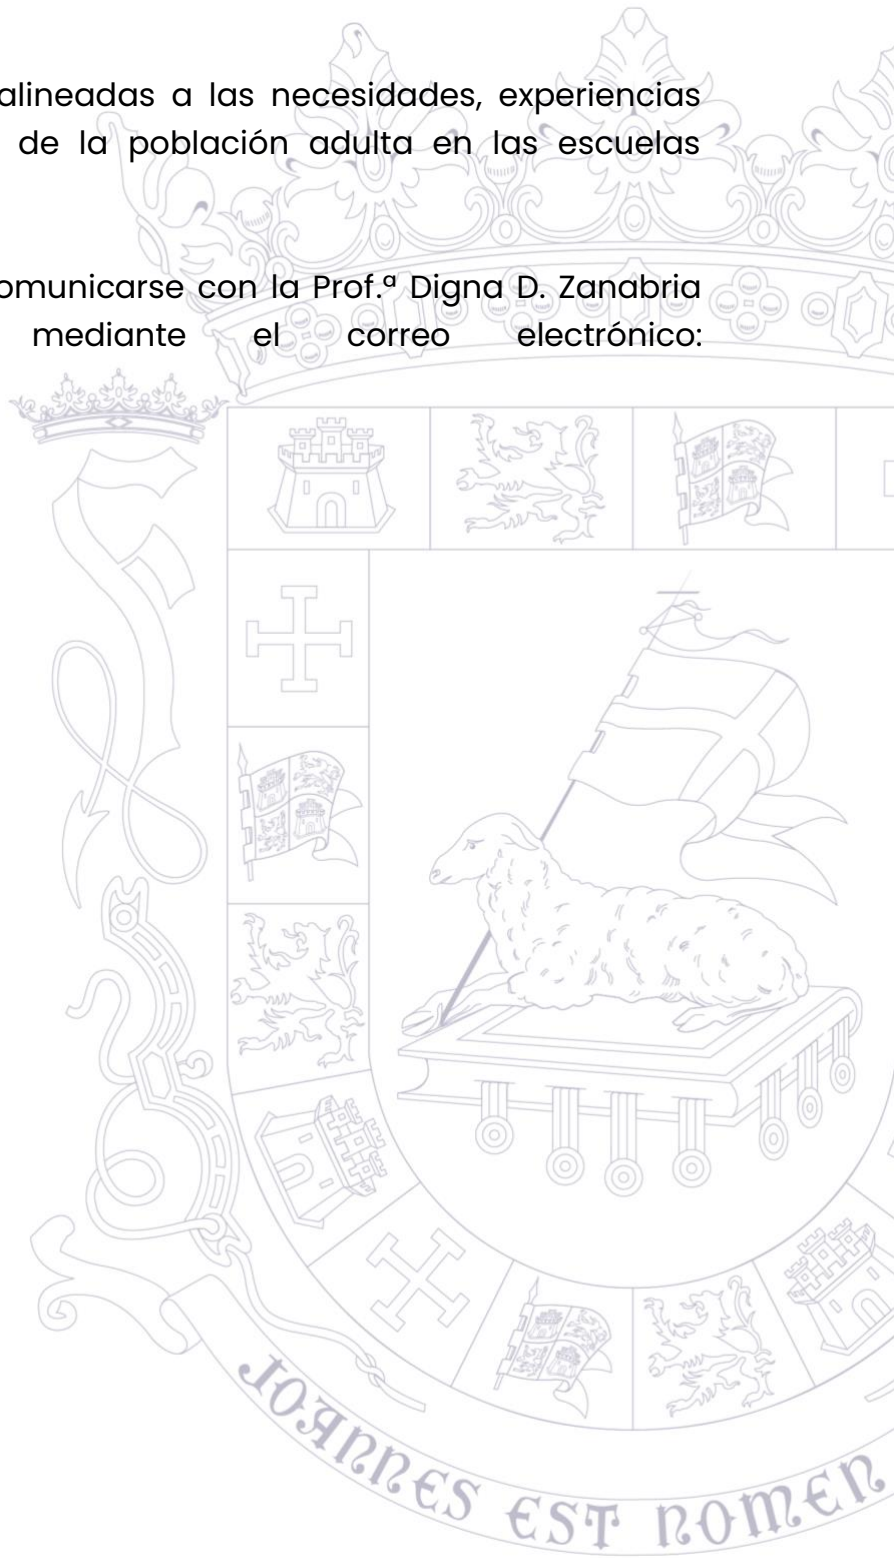 alineadas a las necesidades, experiencias
de la población adulta en las escuelas
omunicarse con la Prof.ª Digna D. Zanabria
mediante el correo electrónico:
JOANNES EST NOMEN